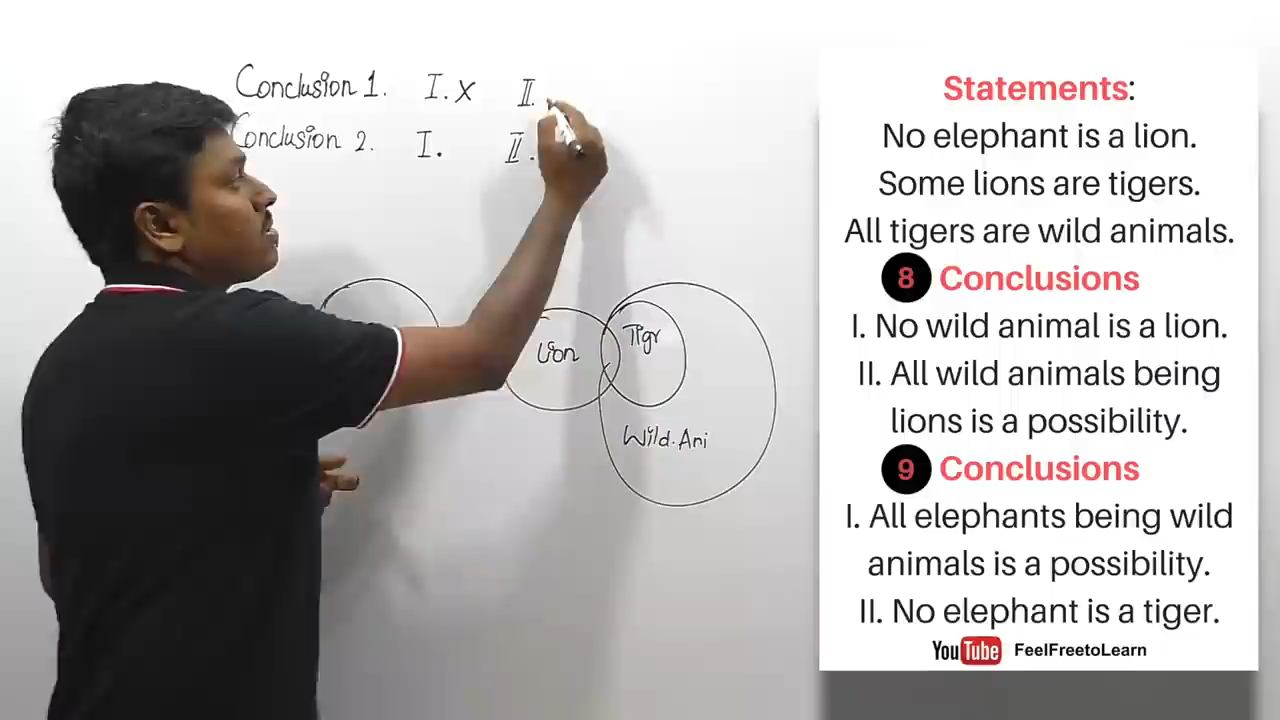 Conclusion 1. I. x II.
Conclusion 2. I. II.
Lion
Tigr
Wild.Ani
Statements:
No elephant is a lion.
Some lions are tigers.
All tigers are wild animals.
8 Conclusions
I. No wild animal is a lion.
II. All wild animals being
lions is a possibility.
9 Conclusions
I. All elephants being wild
animals is a possibility.
II. No elephant is a tiger.
YouTube FeelFreetoLearn